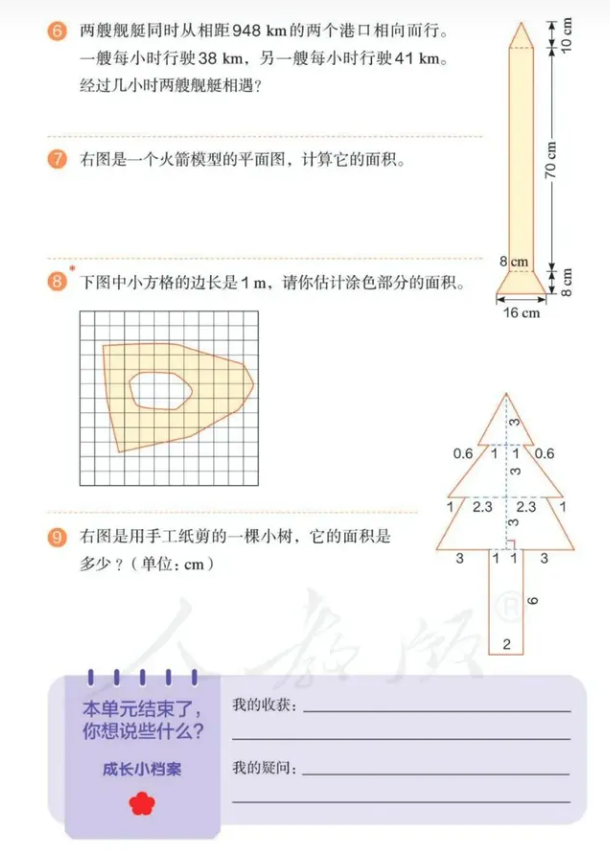 6 两艘舰艇同时从相距948 km的两个港口相向而行。
一艘每小时行驶38 km，另一艘每小时行驶41 km。
经过几小时两艘舰艇相遇？
7 右图是一个火箭模型的平面图，计算它的面积。
10 cm
70 cm
8 cm
8 cm
16 cm
8* 下图中小方格的边长是1 m，请你估计涂色部分的面积。
3
0.6 1 1 0.6
3
1 2.3 2.3 1
3
3 1 1 3
6
2
9 右图是用手工纸剪的一棵小树，它的面积是
多少？（单位：cm）
人教版®
本单元结束了，
你想说些什么？
成长小档案
我的收获：
我的疑问：